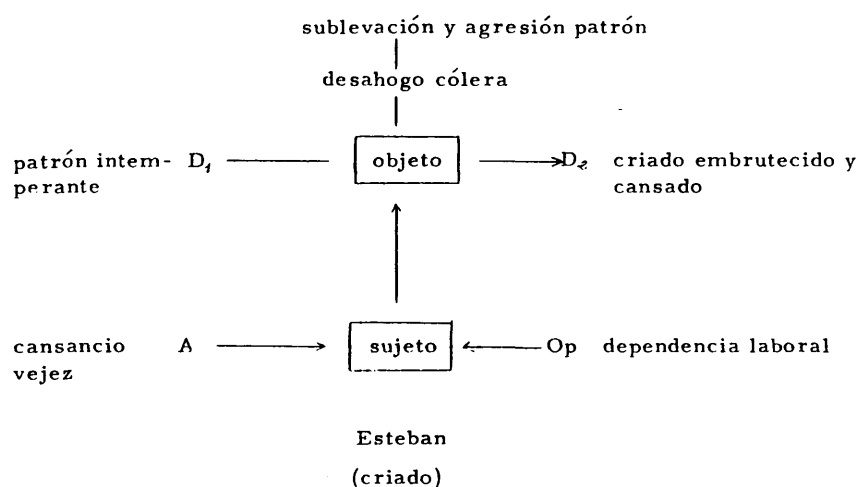 sublevación y agresión patrón
desahogo cólera
patrón intem- D₁ objeto D₂ criado embrutecido y
perante cansado
cansancio A sujeto Op dependencia laboral
vejez
Esteban
(criado)